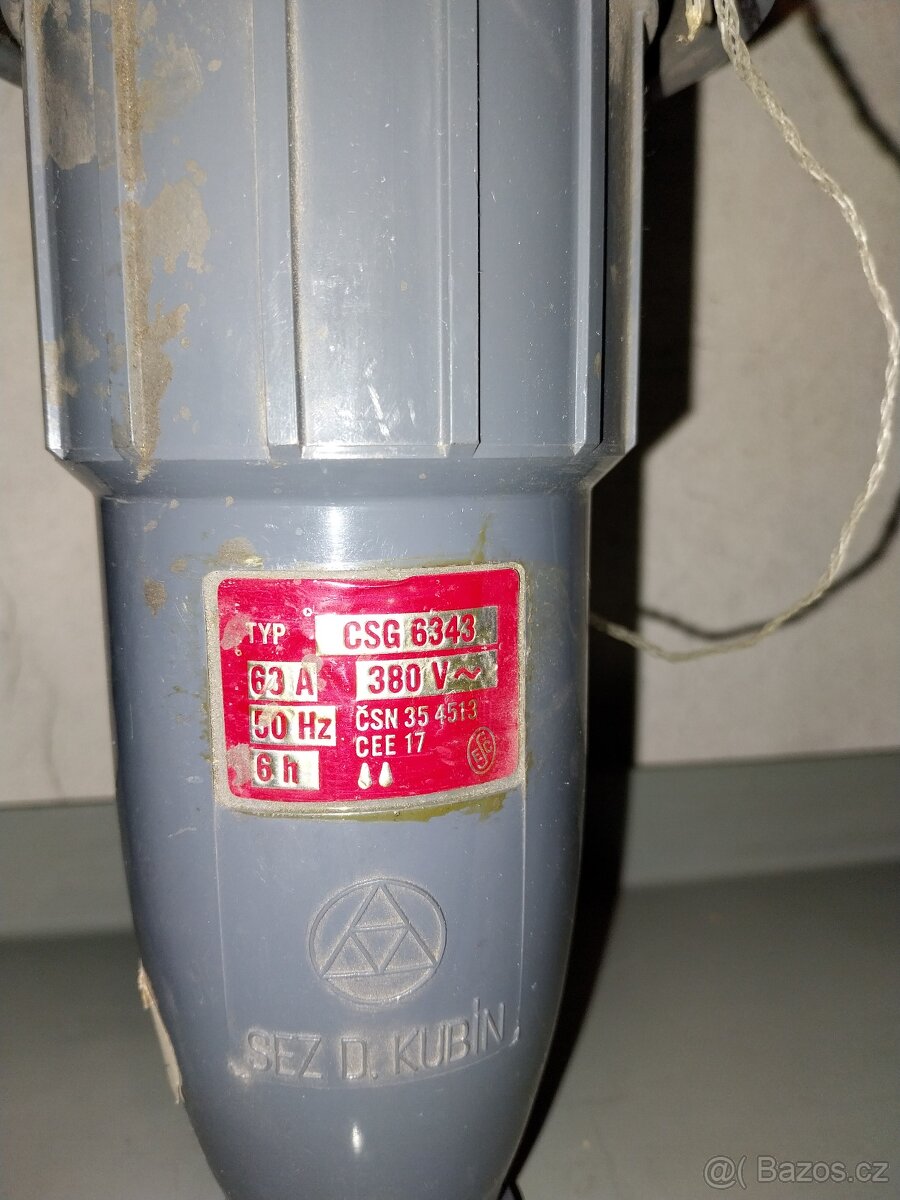 TYP CSG 6343
63 A 380 V~
50 Hz ČSN 35 4513
CEE 17
6 h
SEZ D. KUBÍN
@( Bazos.cz